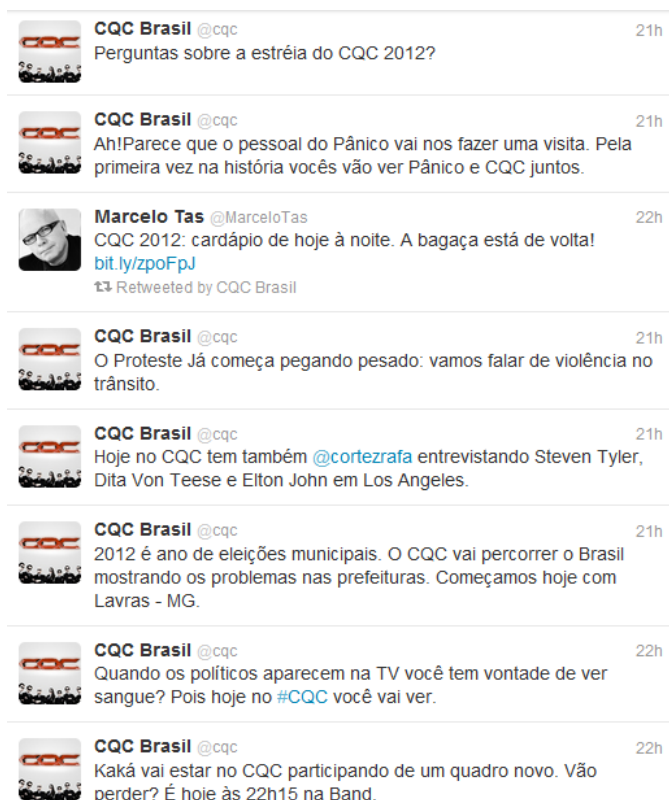 CQC Brasil @cqc 21h
Perguntas sobre a estréia do CQC 2012?
CQC Brasil @cqc 21h
Ah!Parece que o pessoal do Pânico vai nos fazer uma visita. Pela
primeira vez na história vocês vão ver Pânico e CQC juntos.
Marcelo Tas @MarceloTas 22h
CQC 2012: cardápio de hoje à noite. A bagaça está de volta!
bit.ly/zpoFpJ
Retweeted by CQC Brasil
CQC Brasil @cqc 21h
O Proteste Já começa pegando pesado: vamos falar de violência no
trânsito.
CQC Brasil @cqc 21h
Hoje no CQC tem também @cortezrafa entrevistando Steven Tyler,
Dita Von Teese e Elton John em Los Angeles.
CQC Brasil @cqc 21h
2012 é ano de eleições municipais. O CQC vai percorrer o Brasil
mostrando os problemas nas prefeituras. Começamos hoje com
Lavras - MG.
CQC Brasil @cqc 22h
Quando os políticos aparecem na TV você tem vontade de ver
sangue? Pois hoje no #CQC você vai ver.
CQC Brasil @cqc 22h
Kaká vai estar no CQC participando de um quadro novo. Vão
perder? É hoje às 22h15 na Band.